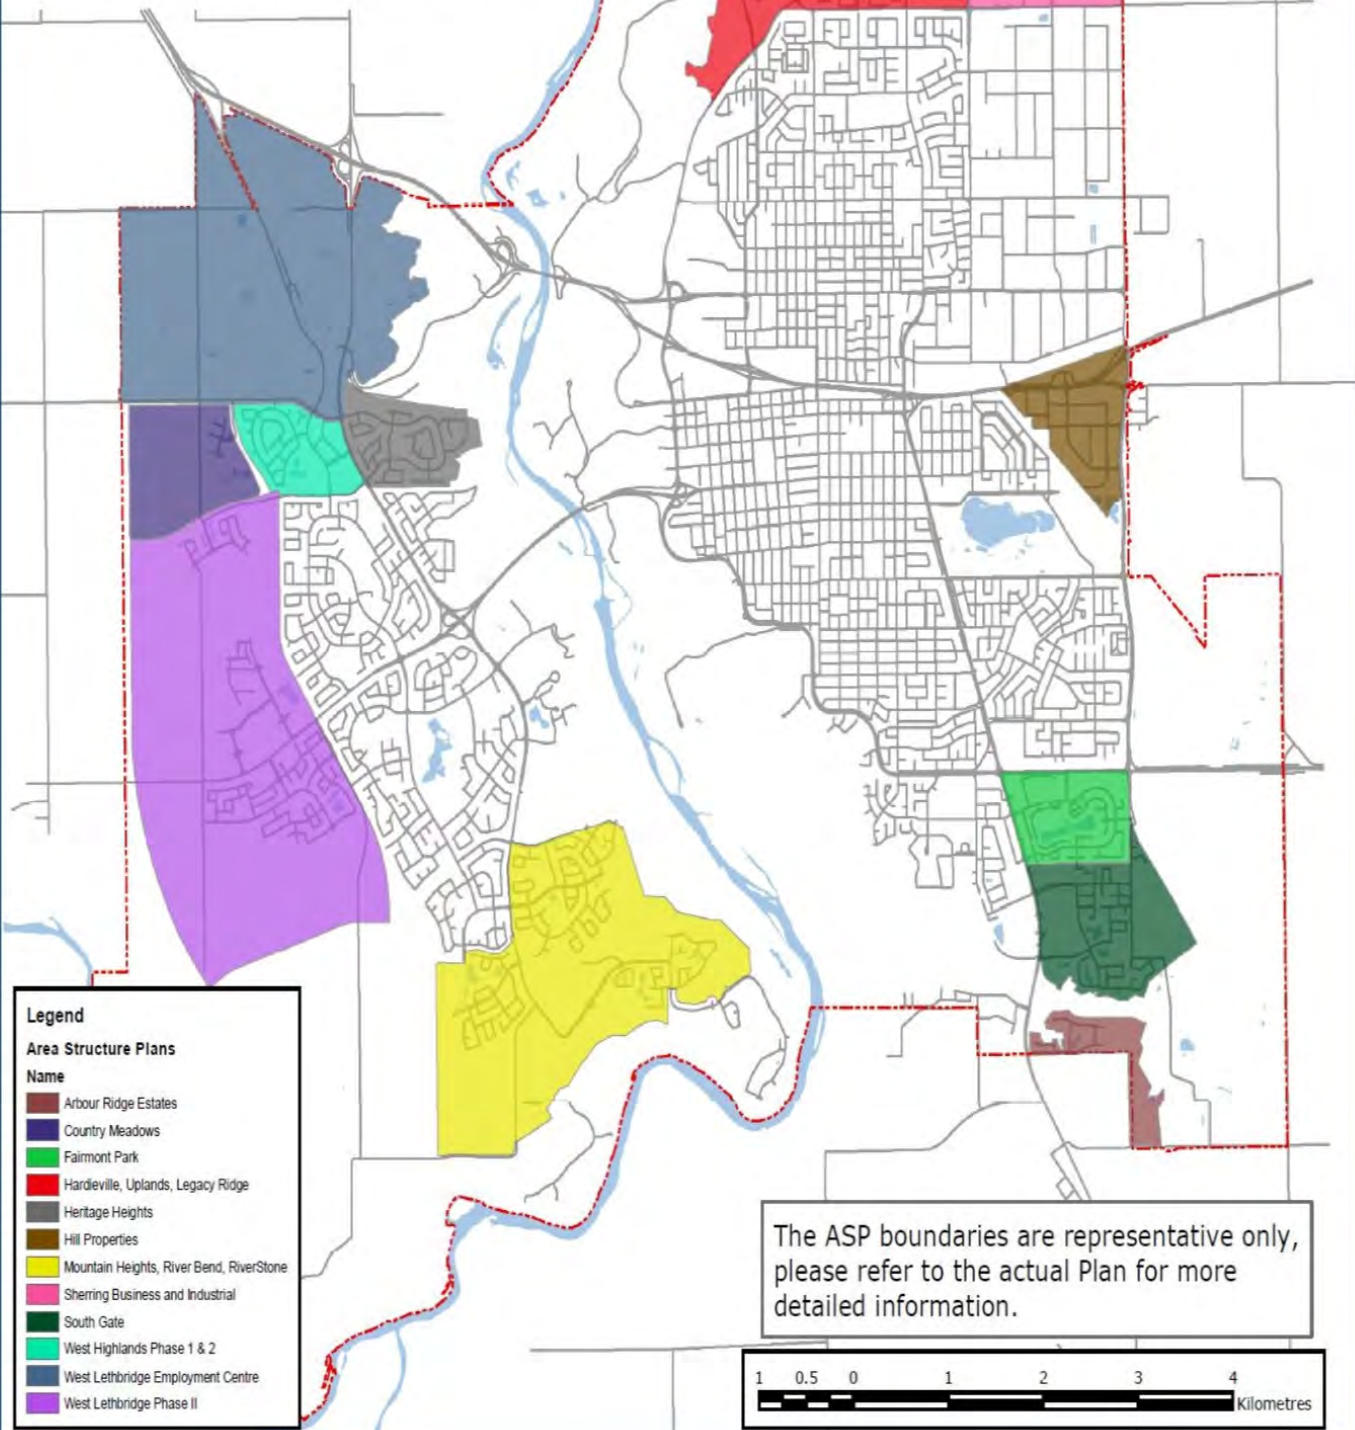 Legend
Area Structure Plans
Name
Arbour Ridge Estates
Country Meadows
Fairmont Park
Hardieville, Uplands, Legacy Ridge
Heritage Heights
Hill Properties
Mountain Heights, River Bend, RiverStone
Sherring Business and Industrial
South Gate
West Highlands Phase 1 & 2
West Lethbridge Employment Centre
West Lethbridge Phase II
The ASP boundaries are representative only,
please refer to the actual Plan for more
detailed information.
1 0.5 0 1 2 3 4
Kilometres